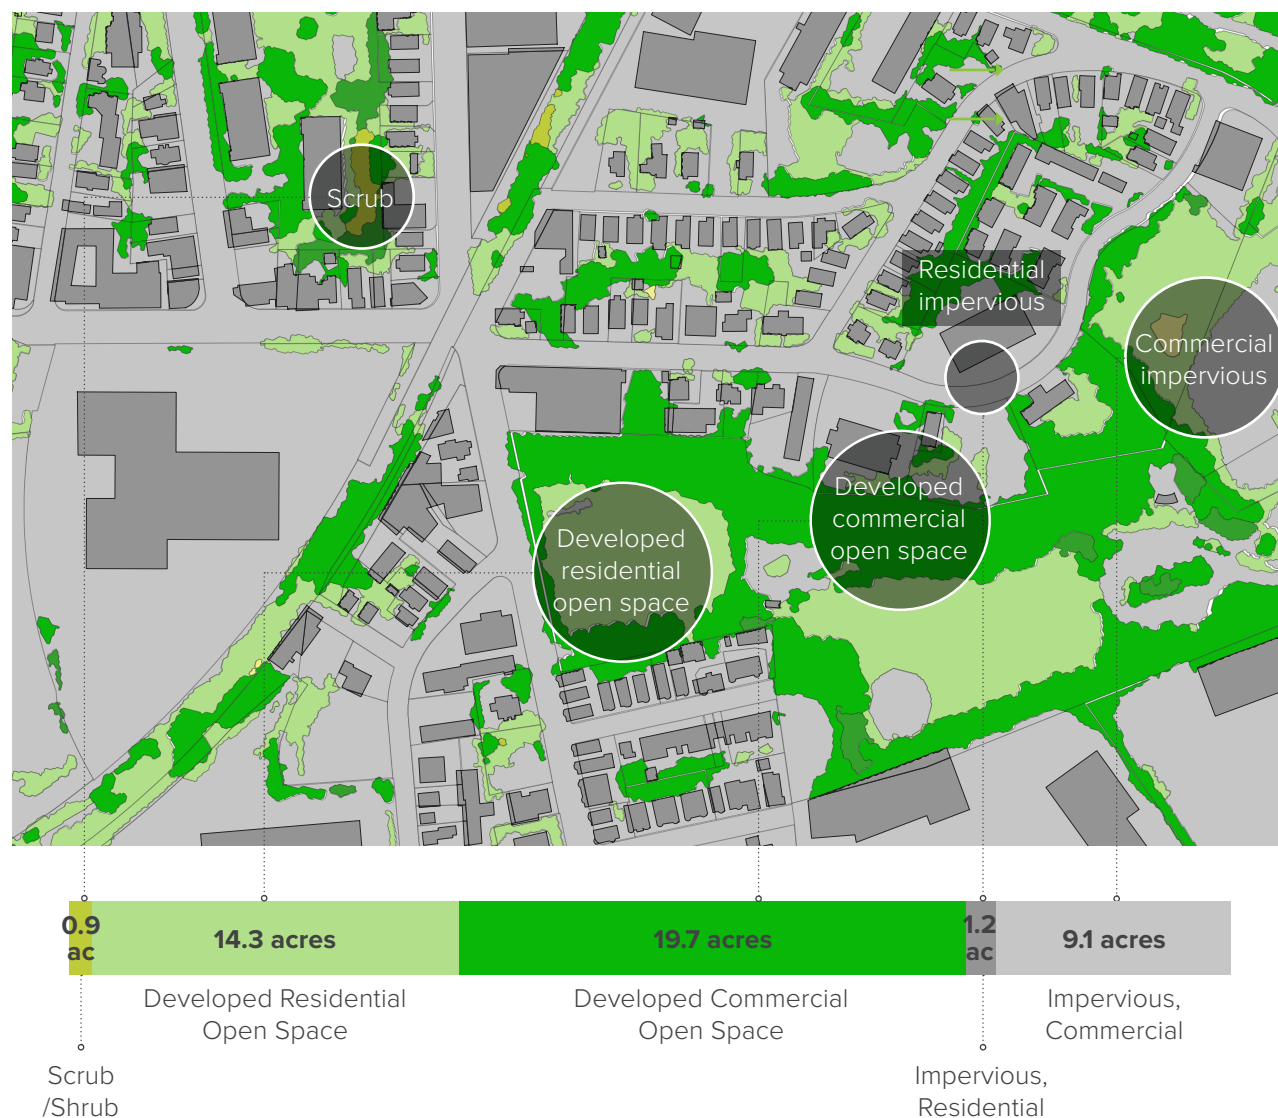 Scrub
Residential
impervious
Commercial
impervious
Developed
commercial
open space
Developed
residential
open space
0.9
ac
14.3 acres
19.7 acres
1.2
ac
9.1 acres
Developed Residential
Open Space
Developed Commercial
Open Space
Impervious,
Commercial
Scrub
/Shrub
Impervious,
Residential